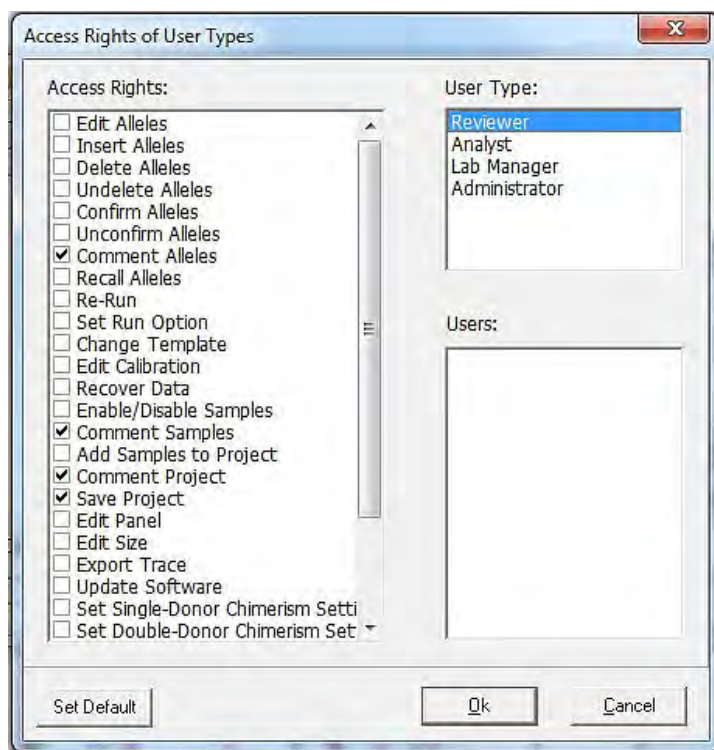 Access Rights of User Types
Access Rights:
Edit Alleles
Insert Alleles
Delete Alleles
Undelete Alleles
Confirm Alleles
Unconfirm Alleles
Comment Alleles
Recall Alleles
Re-Run
Set Run Option
Change Template
Edit Calibration
Recover Data
Enable/Disable Samples
Comment Samples
Add Samples to Project
Comment Project
Save Project
Edit Panel
Edit Size
Export Trace
Update Software
Set Single-Donor Chimerism Setti
Set Double-Donor Chimerism Set
User Type:
Reviewer
Analyst
Lab Manager
Administrator
Users:
Set Default
Ok
Cancel